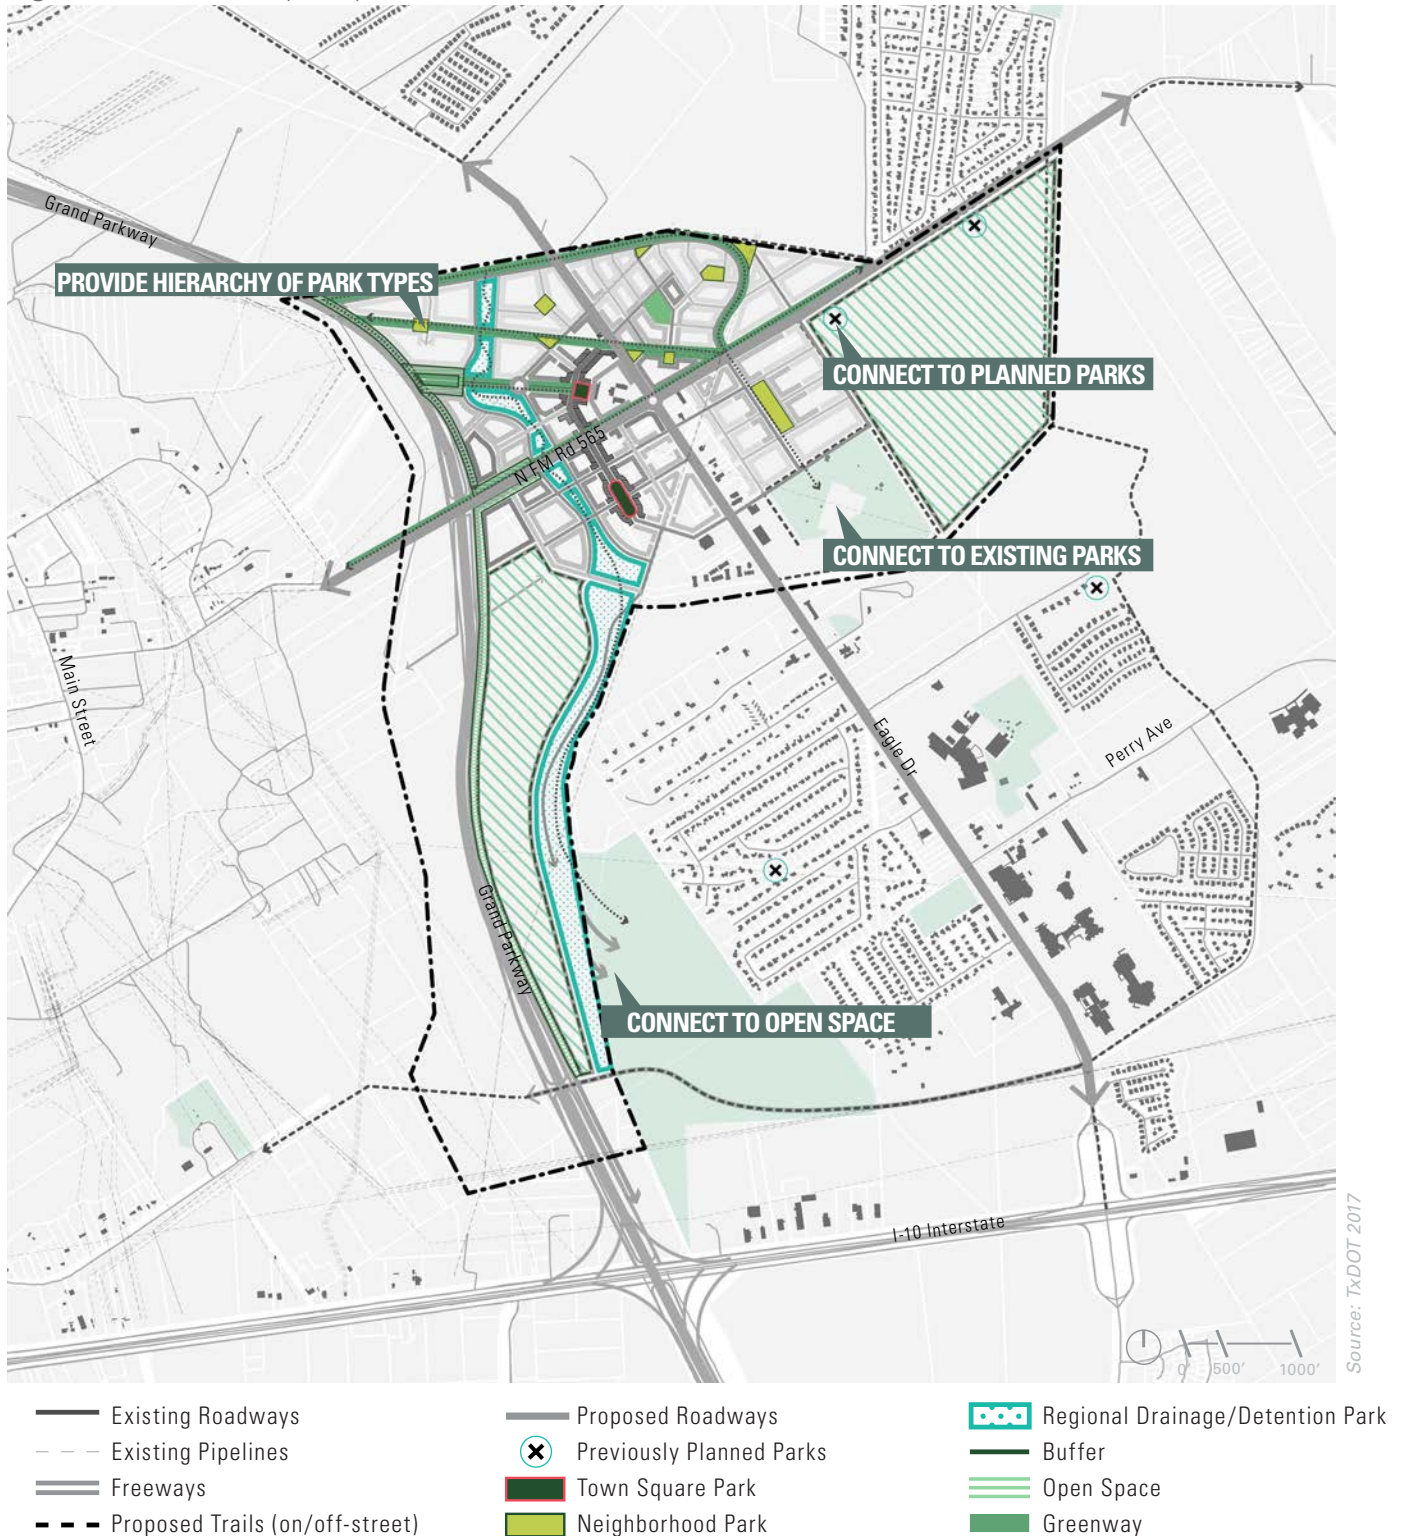 Grand Parkway
PROVIDE HIERARCHY OF PARK TYPES
CONNECT TO PLANNED PARKS
N FM Rd 565
CONNECT TO EXISTING PARKS
Main Street
Eagle Dr
Perry Ave
Grand Parkway
CONNECT TO OPEN SPACE
I-10 Interstate
0' 500' 1000'
Source: TxDOT 2017
Existing Roadways
Existing Pipelines
Freeways
Proposed Trails (on/off-street)
Proposed Roadways
Previously Planned Parks
Town Square Park
Neighborhood Park
Regional Drainage/Detention Park
Buffer
Open Space
Greenway